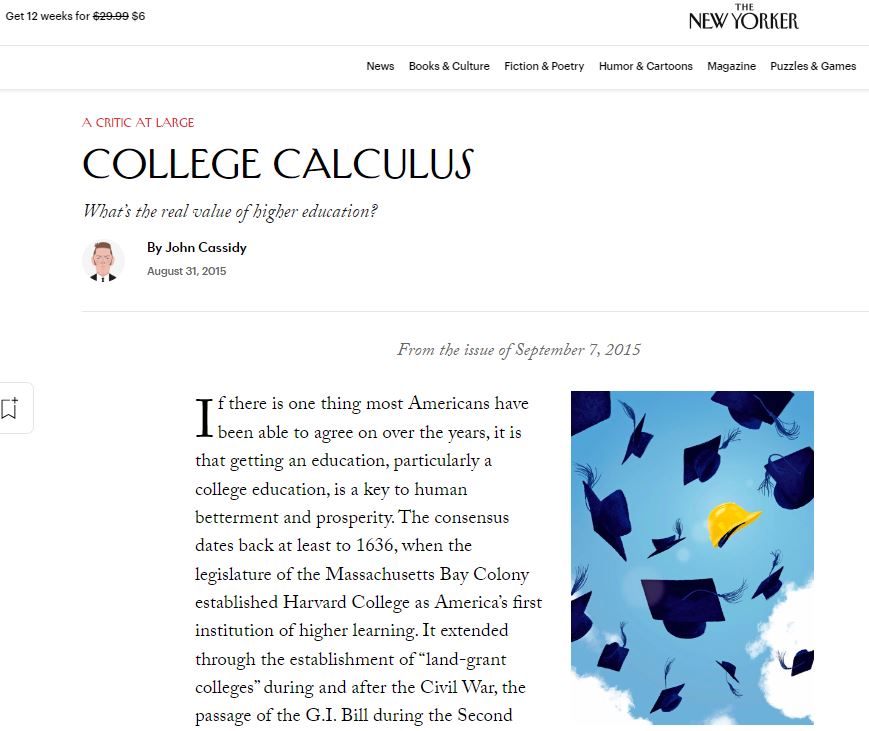 Get 12 weeks for $29.99 $6
THE
NEW YORKER
News Books & Culture Fiction & Poetry Humor & Cartoons Magazine Puzzles & Games
A CRITIC AT LARGE
COLLEGE CALCULUS
What's the real value of higher education?
By John Cassidy
August 31, 2015
From the issue of September 7, 2015
If there is one thing most Americans have
been able to agree on over the years, it is
that getting an education, particularly a
college education, is a key to human
betterment and prosperity. The consensus
dates back at least to 1636, when the
legislature of the Massachusetts Bay Colony
established Harvard College as America's first
institution of higher learning. It extended
through the establishment of “land-grant
colleges” during and after the Civil War, the
passage of the G.I. Bill during the Second